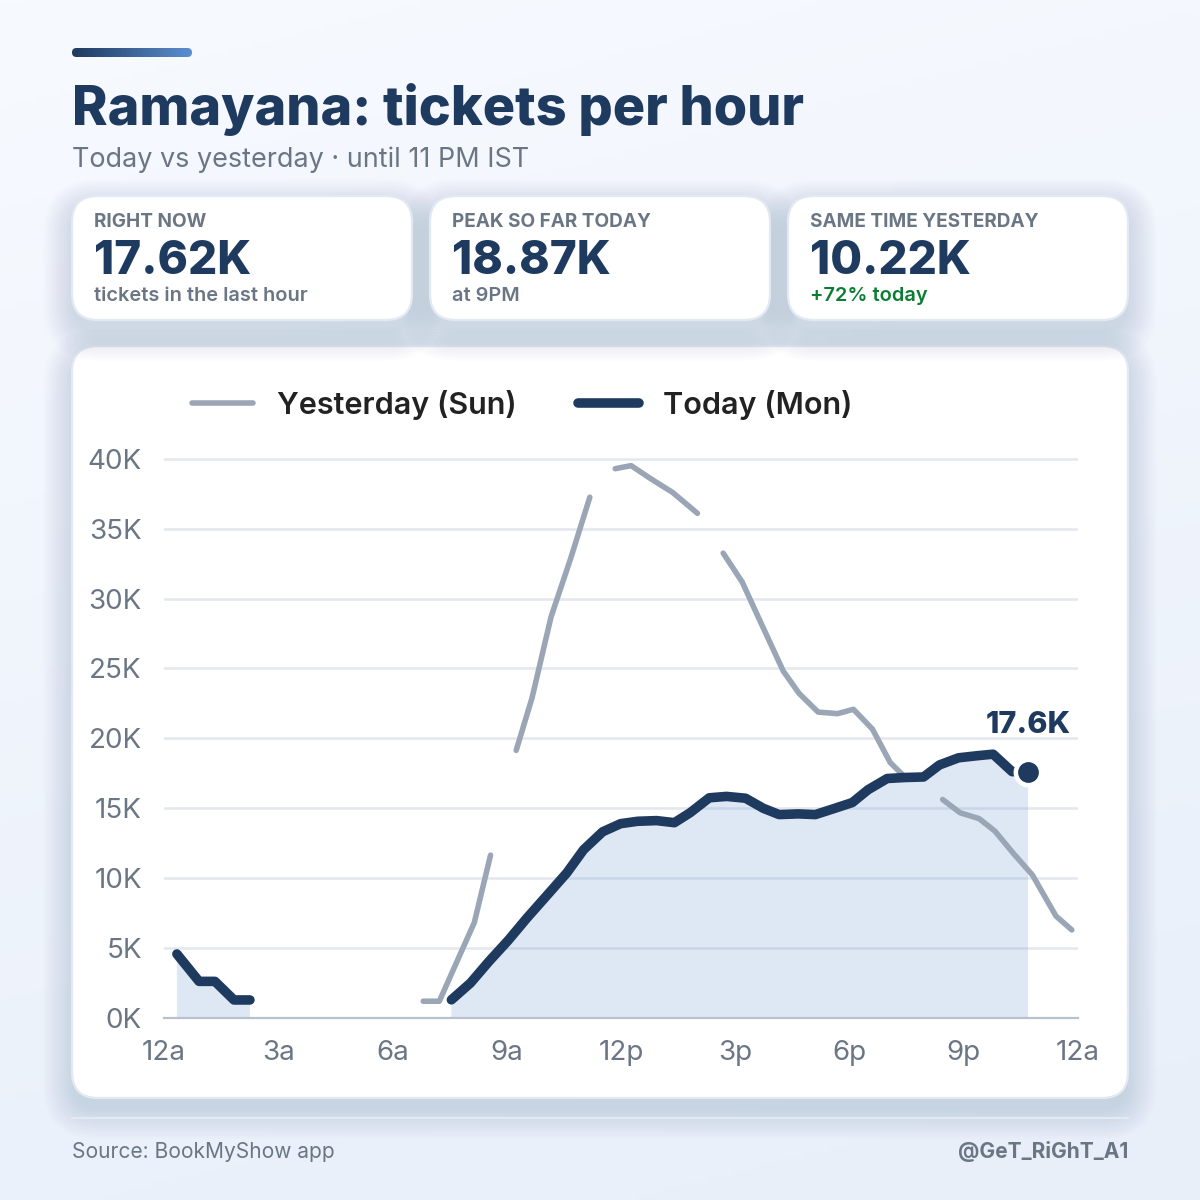 Ramayana: tickets per hour
Today vs yesterday · until 11 PM IST
RIGHT NOW
17.62K
tickets in the last hour
PEAK SO FAR TODAY
18.87K
at 9PM
SAME TIME YESTERDAY
10.22K
+72% today
Yesterday (Sun)
Today (Mon)
40K
35K
30K
25K
20K
15K
10K
5K
0K
17.6K
12a
3a
6a
9a
12p
3p
6p
9p
12a
Source: BookMyShow app
@GeT_RiGhT_A1